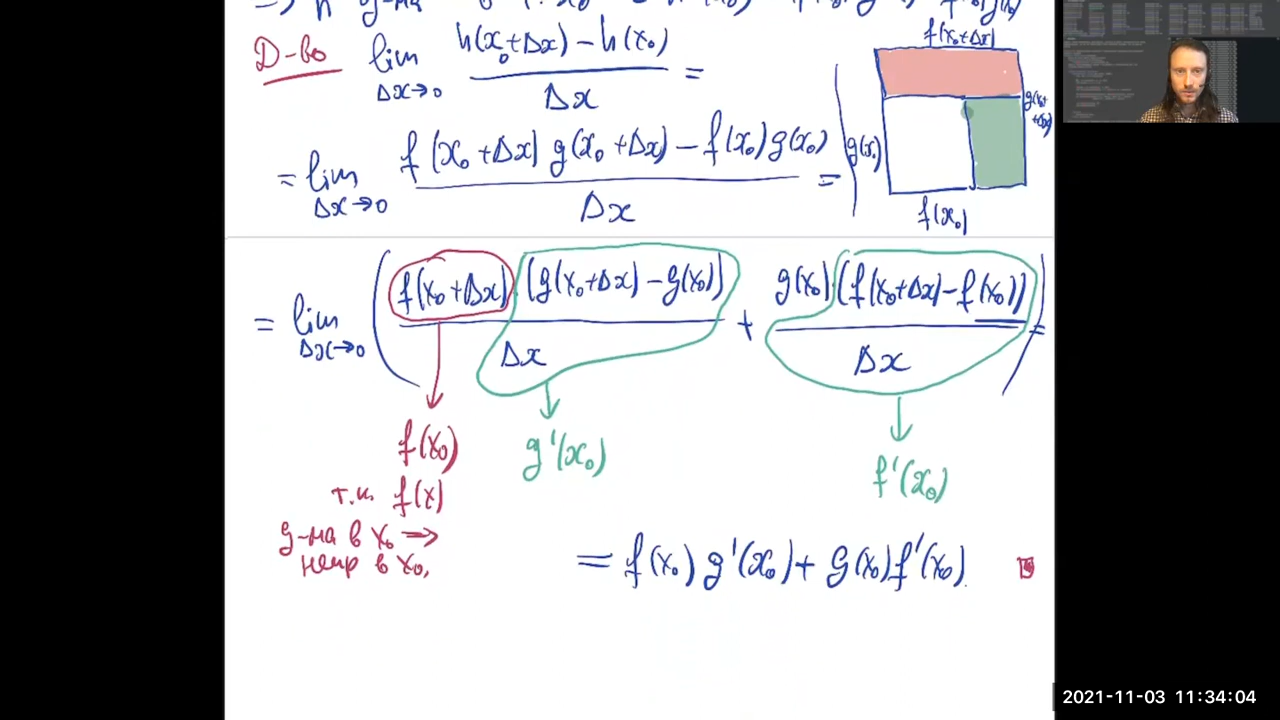 Д-во lim Δx→0 h(x₀+Δx) – h(x₀) / Δx =
f(x₀+Δx)
g(x₀+Δx)
g(x₀)
f(x₀)
= lim Δx→0 f(x₀+Δx) g(x₀+Δx) – f(x₀) g(x₀) / Δx =
= lim Δx→0 ( f(x₀+Δx) (g(x₀+Δx) – g(x₀)) / Δx + g(x₀) (f(x₀+Δx) – f(x₀)) / Δx ) =
f(x₀) g'(x₀) f'(x₀)
т.к. f(x)
д-ма в x₀ ⇒
непр в x₀.
= f(x₀) g'(x₀) + g(x₀) f'(x₀).
2021-11-03 11:34:04